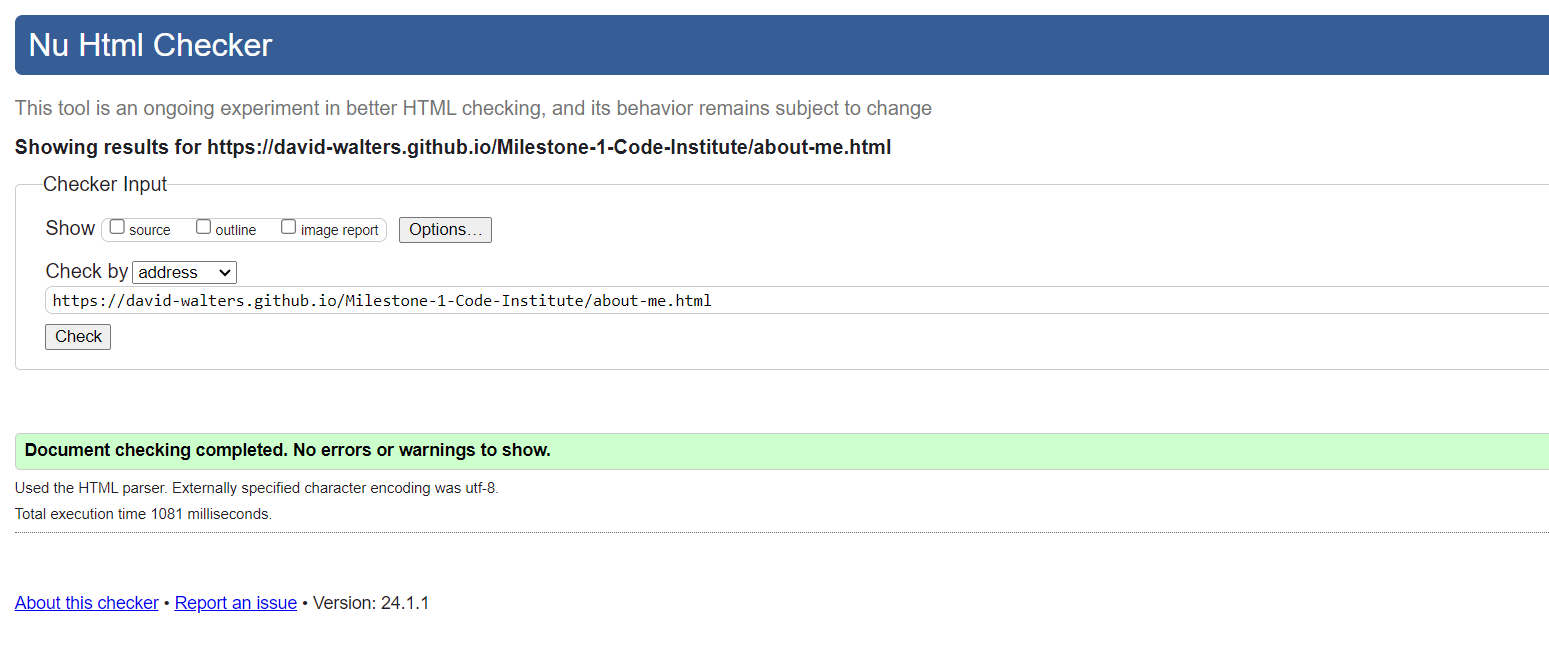 Nu Html Checker
This tool is an ongoing experiment in better HTML checking, and its behavior remains subject to change
Showing results for https://david-walters.github.io/Milestone-1-Code-Institute/about-me.html
Checker Input
Show source outline image report Options...
Check by address
https://david-walters.github.io/Milestone-1-Code-Institute/about-me.html
Check
Document checking completed. No errors or warnings to show.
Used the HTML parser. Externally specified character encoding was utf-8.
Total execution time 1081 milliseconds.
About this checker • Report an issue • Version: 24.1.1